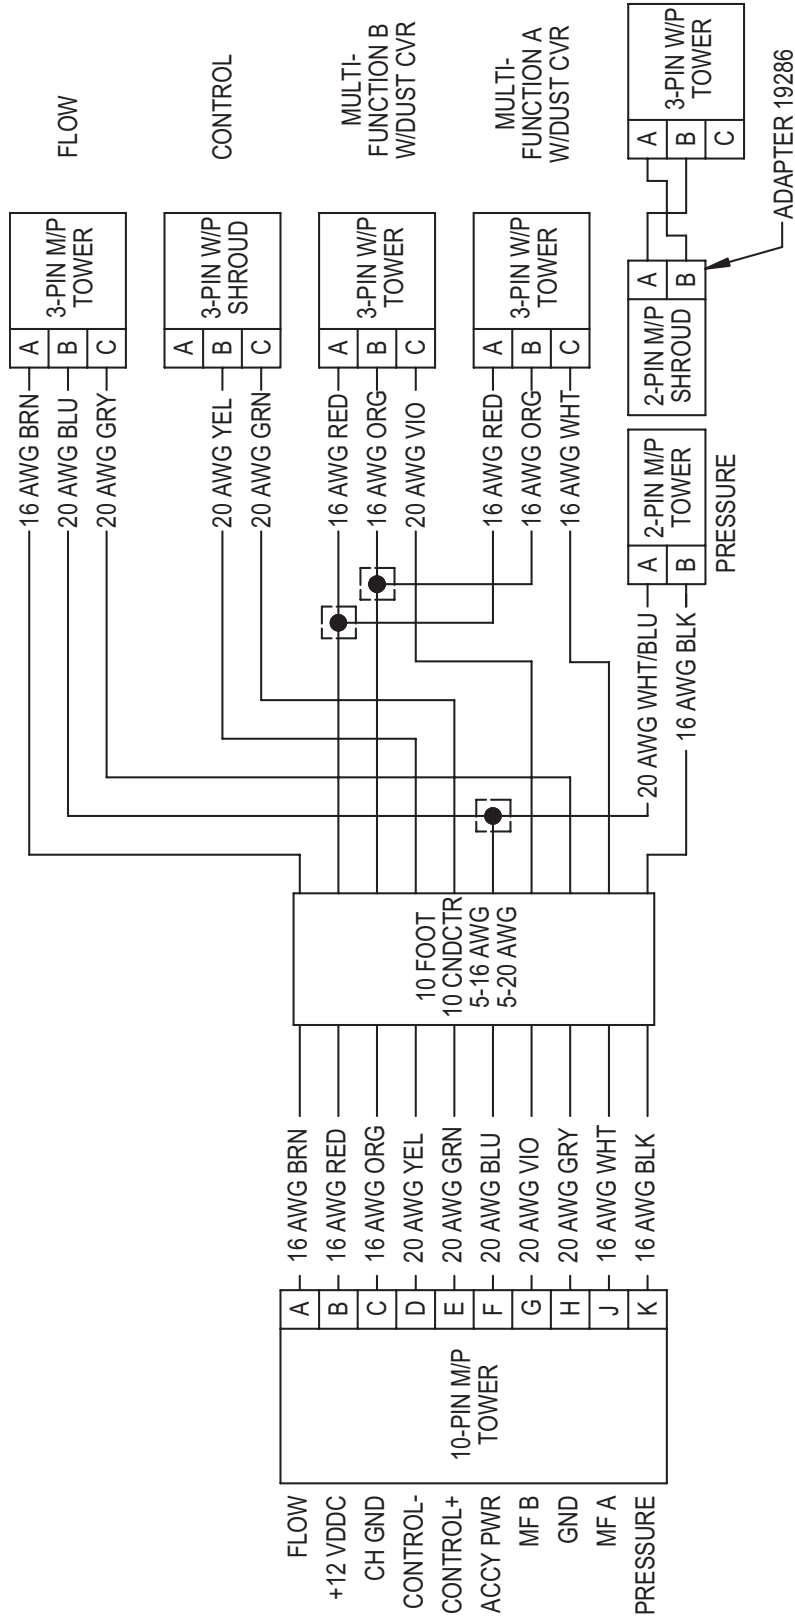 FLOW
+12 VDDC
CH GND
CONTROL-
CONTROL+
ACCY PWR
MF B
GND
MF A
PRESSURE
10-PIN M/P
TOWER
A
B
C
D
E
F
G
H
J
K
16 AWG BRN
16 AWG RED
16 AWG ORG
20 AWG YEL
20 AWG GRN
20 AWG BLU
20 AWG VIO
20 AWG GRY
16 AWG WHT
16 AWG BLK
10 FOOT
10 CNDCTR
5-16 AWG
5-20 AWG
16 AWG BRN
20 AWG BLU
20 AWG GRY
A
B
C
3-PIN M/P
TOWER
FLOW
20 AWG YEL
20 AWG GRN
A
B
C
3-PIN W/P
SHROUD
CONTROL
16 AWG RED
16 AWG ORG
20 AWG VIO
A
B
C
3-PIN W/P
TOWER
MULTI-
FUNCTION B
W/DUST CVR
16 AWG RED
16 AWG ORG
16 AWG WHT
A
B
C
3-PIN W/P
TOWER
MULTI-
FUNCTION A
W/DUST CVR
20 AWG WHT/BLU
16 AWG BLK
A
B
2-PIN M/P
TOWER
PRESSURE
2-PIN M/P
SHROUD
A
B
A
B
C
3-PIN W/P
TOWER
ADAPTER 19286